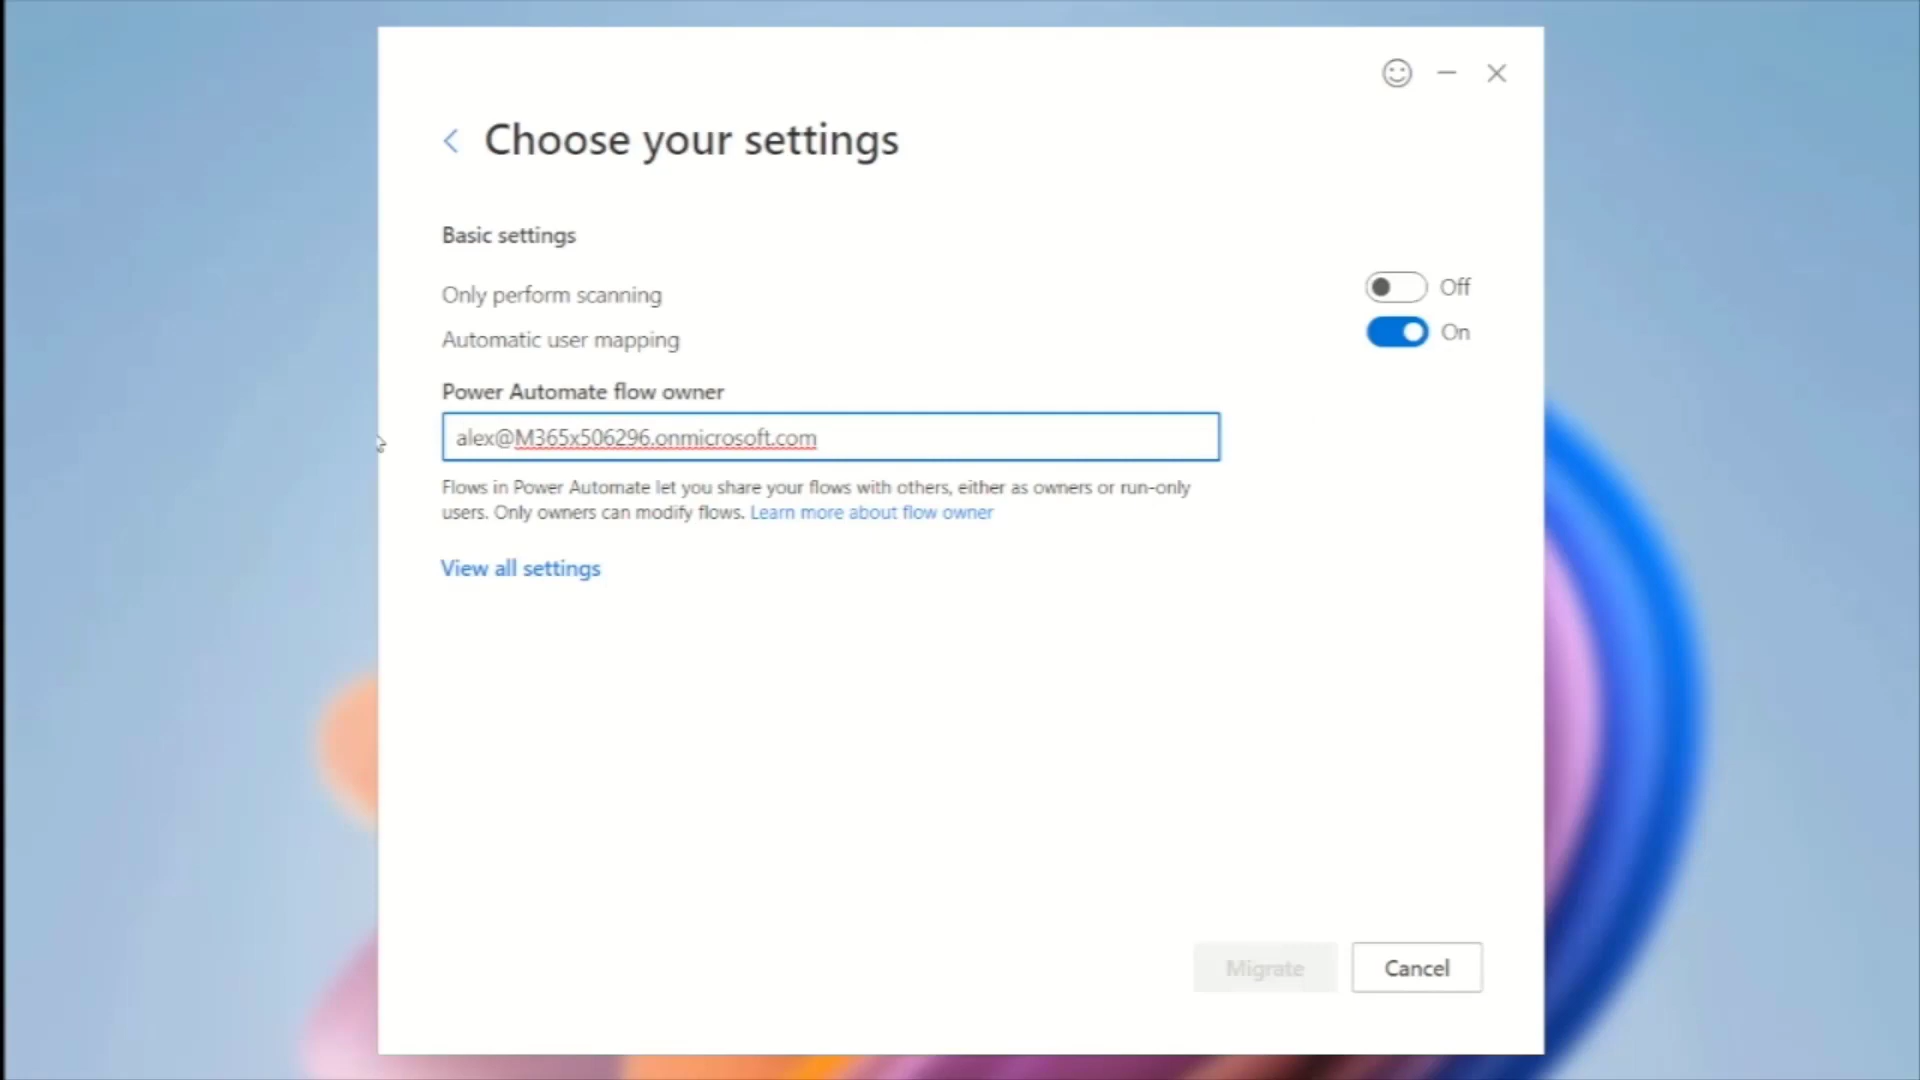 Choose your settings
Basic settings
Only perform scanning
Off
Automatic user mapping
On
Power Automate flow owner
alex@M365x506296.onmicrosoft.com
Flows in Power Automate let you share your flows with others, either as owners or run-only
users. Only owners can modify flows. Learn more about flow owner
View all settings
Migrate
Cancel